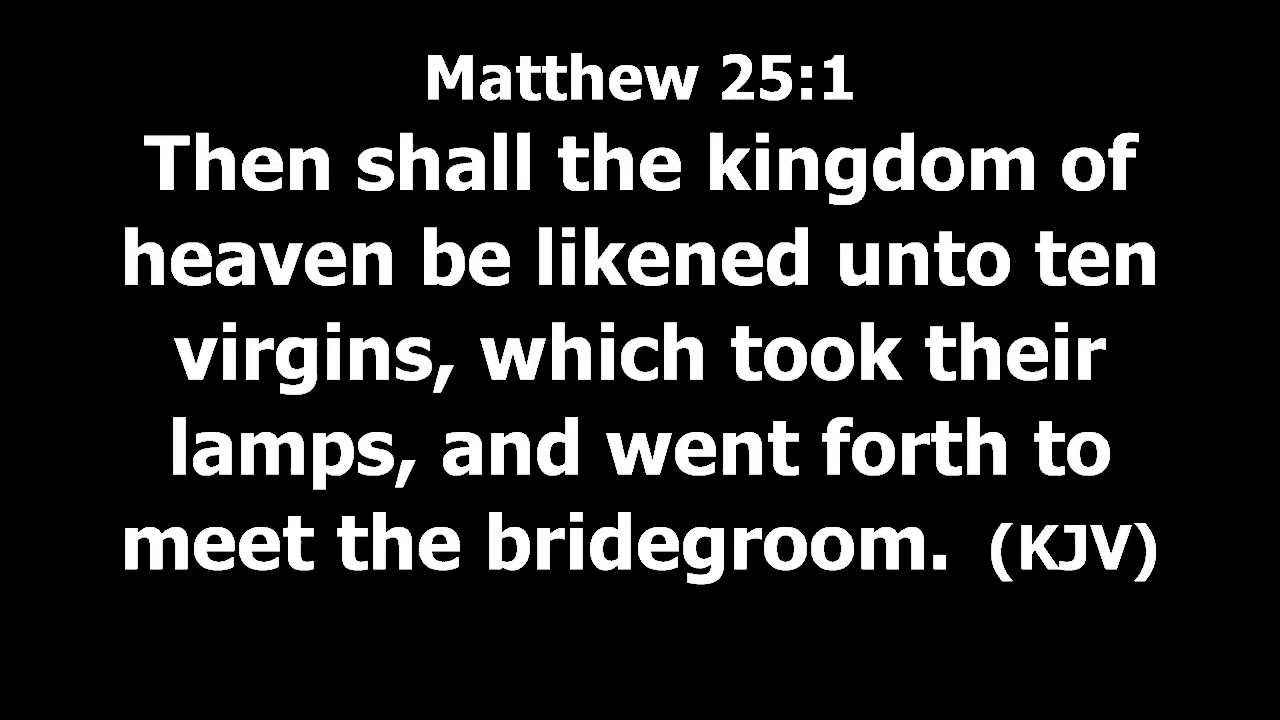 Matthew 25:1
Then shall the kingdom of
heaven be likened unto ten
virgins, which took their
lamps, and went forth to
meet the bridegroom. (KJV)